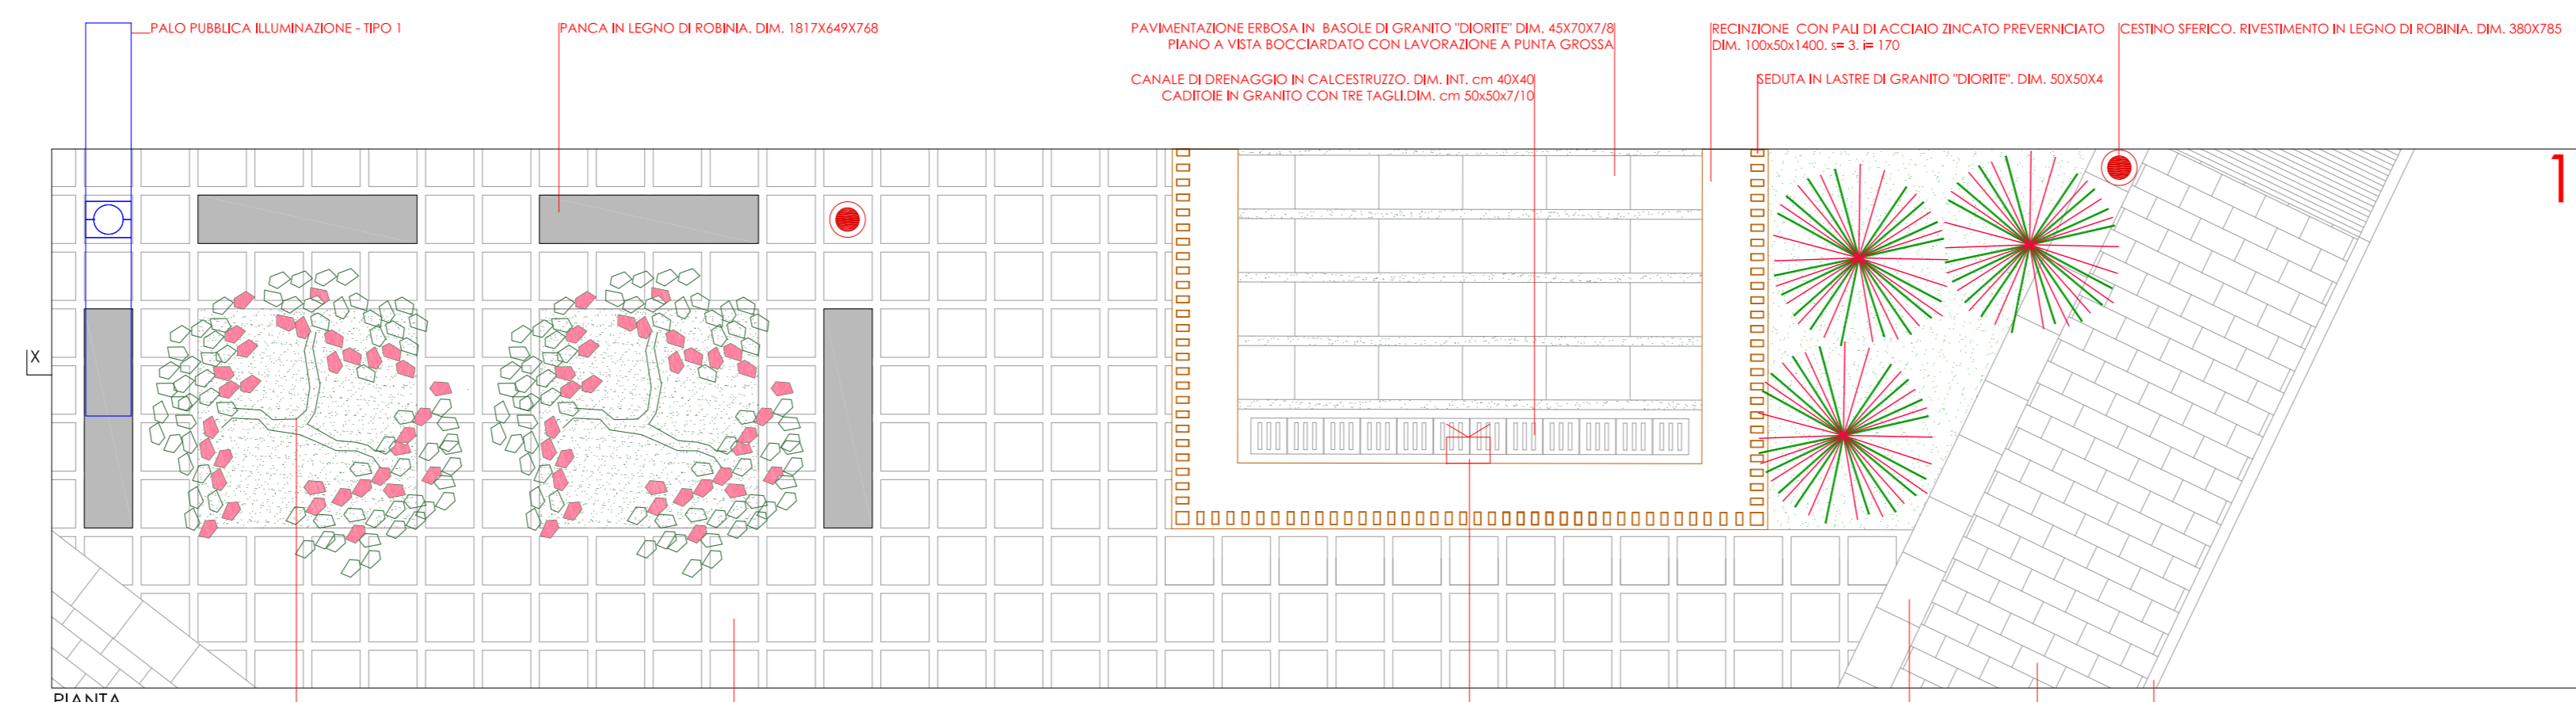 PALO PUBBLICA ILLUMINAZIONE - TIPO 1
PANCA IN LEGNO DI ROBINIA. DIM. 1817X649X768
PAVIMENTAZIONE ERBOSA IN BASOLE DI GRANITO "DIORITE" DIM. 45X70X7/8
PIANO A VISTA BOCCIARDATO CON LAVORAZIONE A PUNTA GROSSA
CANALE DI DRENAGGIO IN CALCESTRUZZO. DIM. INT. cm 40X40
CADITOIE IN GRANITO CON TRE TAGLI.DIM. cm 50x50x7/10
RECINZIONE CON PALI DI ACCIAIO ZINCATO PREVERNICIATO
DIM. 100x50x1400. s= 3. i= 170
SEDUTA IN LASTRE DI GRANITO "DIORITE". DIM. 50X50X4
CESTINO SFERICO. RIVESTIMENTO IN LEGNO DI ROBINIA. DIM. 380X785
1
X
PIANTA